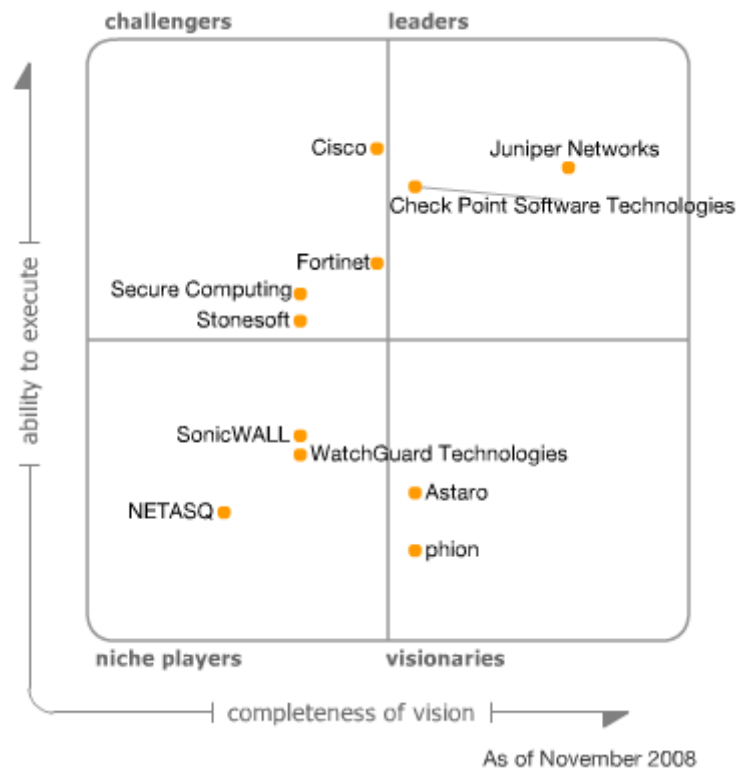 challengers
leaders
Cisco
Juniper Networks
Check Point Software Technologies
Fortinet
Secure Computing
Stonesoft
ability to execute
SonicWALL
WatchGuard Technologies
Astaro
NETASQ
phion
niche players
visionaries
completeness of vision
As of November 2008